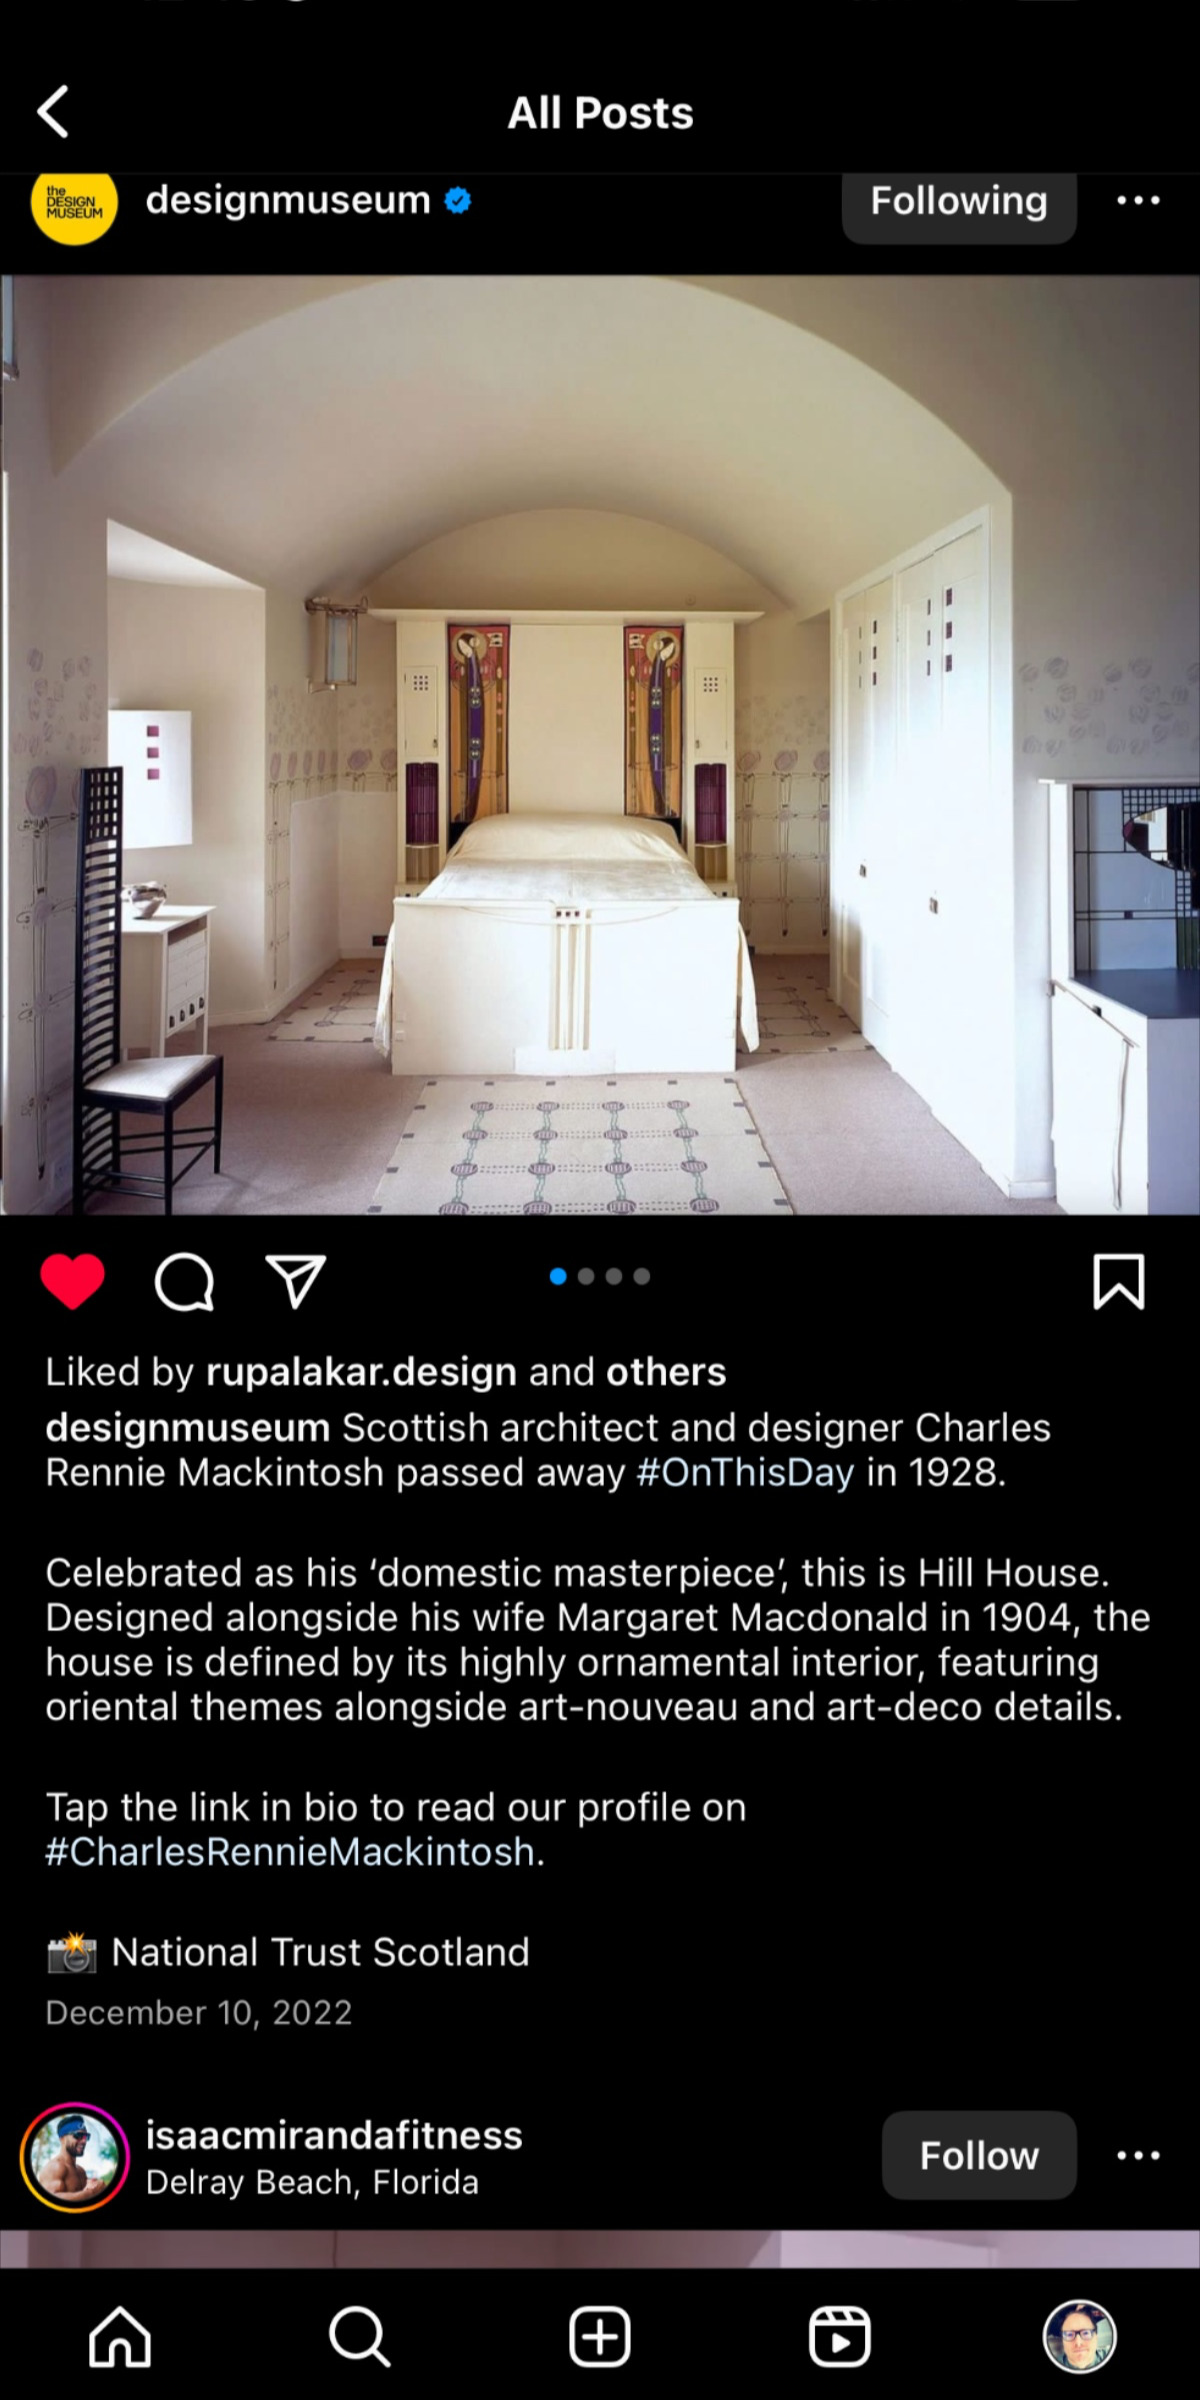 All Posts
the
DESIGN
MUSEUM
designmuseum
Following
Liked by rupalakar.design and others
designmuseum Scottish architect and designer Charles
Rennie Mackintosh passed away #OnThisDay in 1928.
Celebrated as his ‘domestic masterpiece’, this is Hill House.
Designed alongside his wife Margaret Macdonald in 1904, the
house is defined by its highly ornamental interior, featuring
oriental themes alongside art-nouveau and art-deco details.
Tap the link in bio to read our profile on
#CharlesRennieMackintosh.
📸 National Trust Scotland
December 10, 2022
isaacmirandafitness
Follow
Delray Beach, Florida